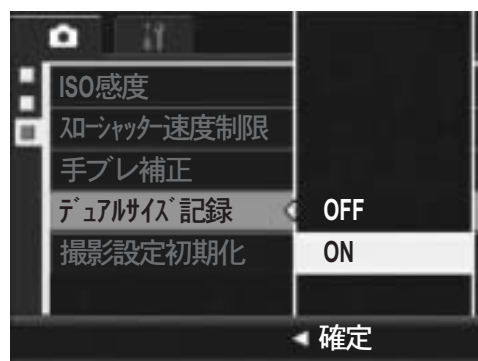 ISO感度
ｽﾛｰｼｬｯﾀｰ速度制限
手ブレ補正
ﾃﾞｭｱﾙｻｲｽﾞ記録
OFF
撮影設定初期化
ON
確定